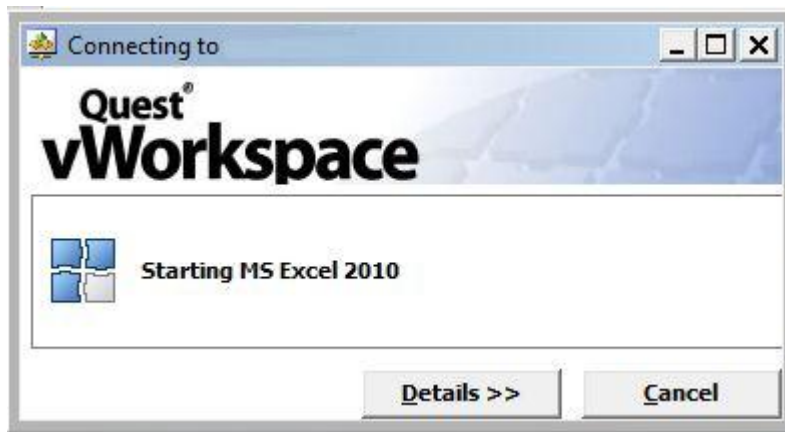 Connecting to
Quest®
vWorkspace
Starting MS Excel 2010
Details >>
Cancel